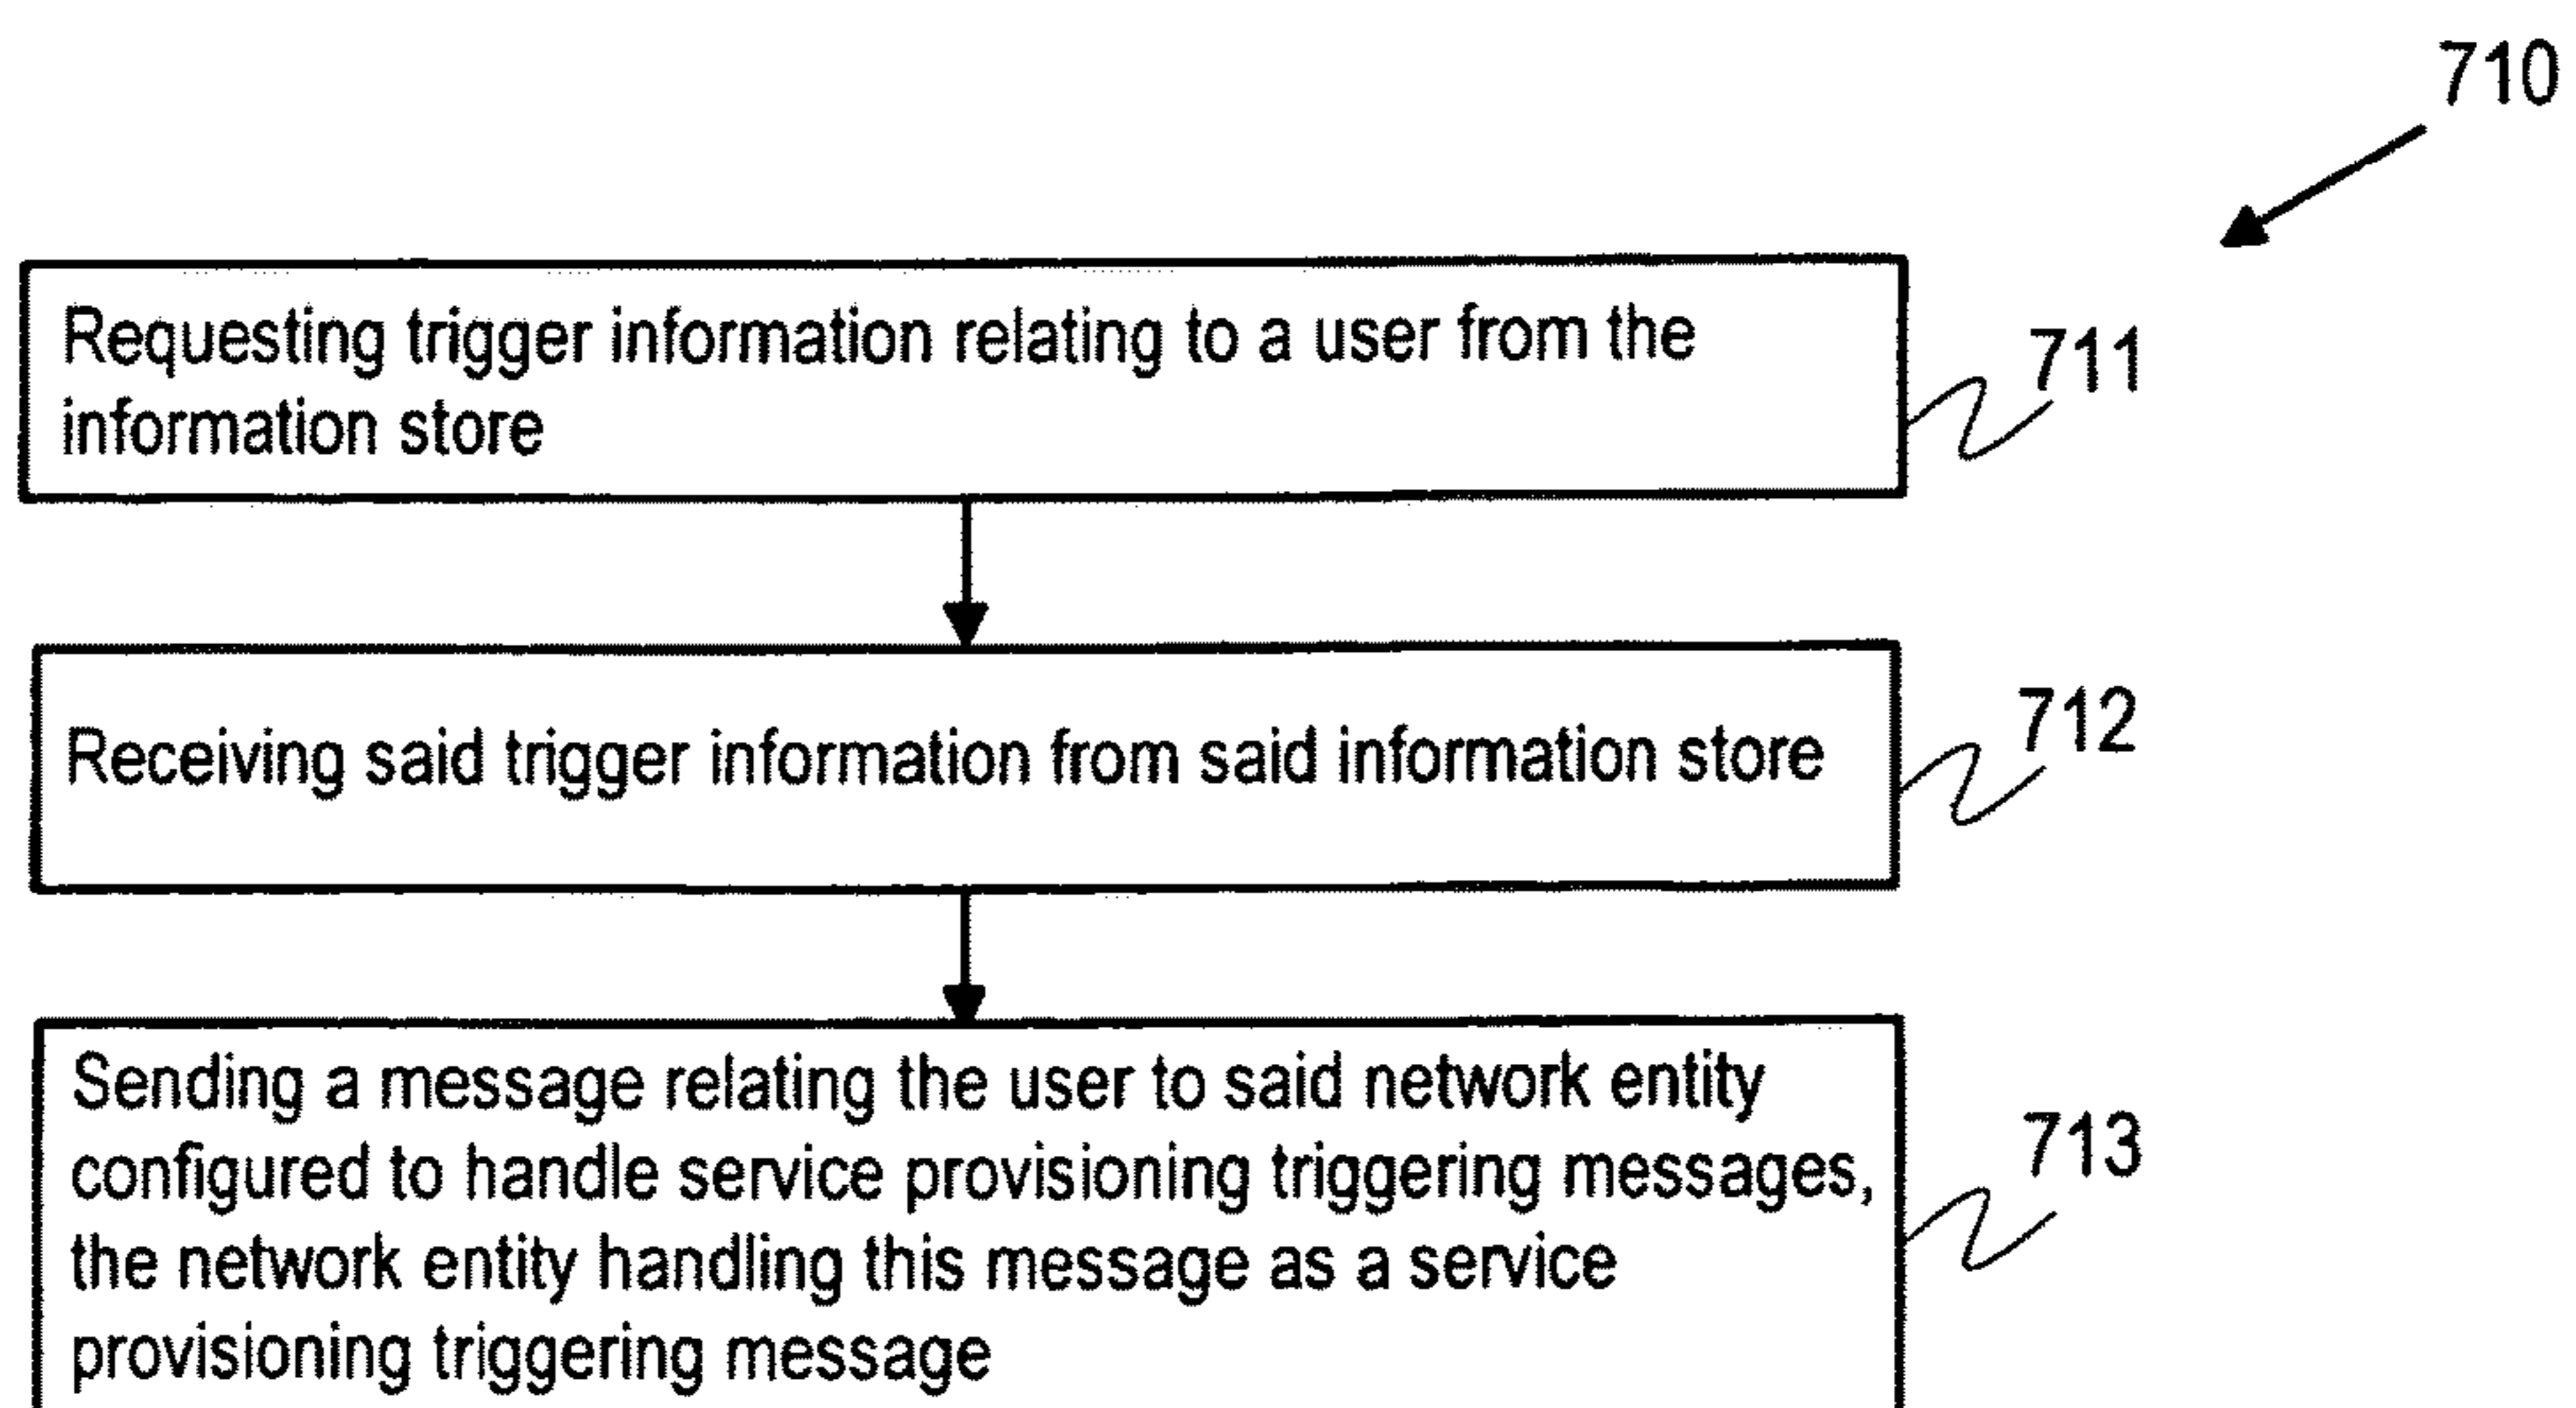 710
Requesting trigger information relating to a user from the
information store
711
Receiving said trigger information from said information store
712
Sending a message relating the user to said network entity
configured to handle service provisioning triggering messages,
the network entity handling this message as a service
provisioning triggering message
713